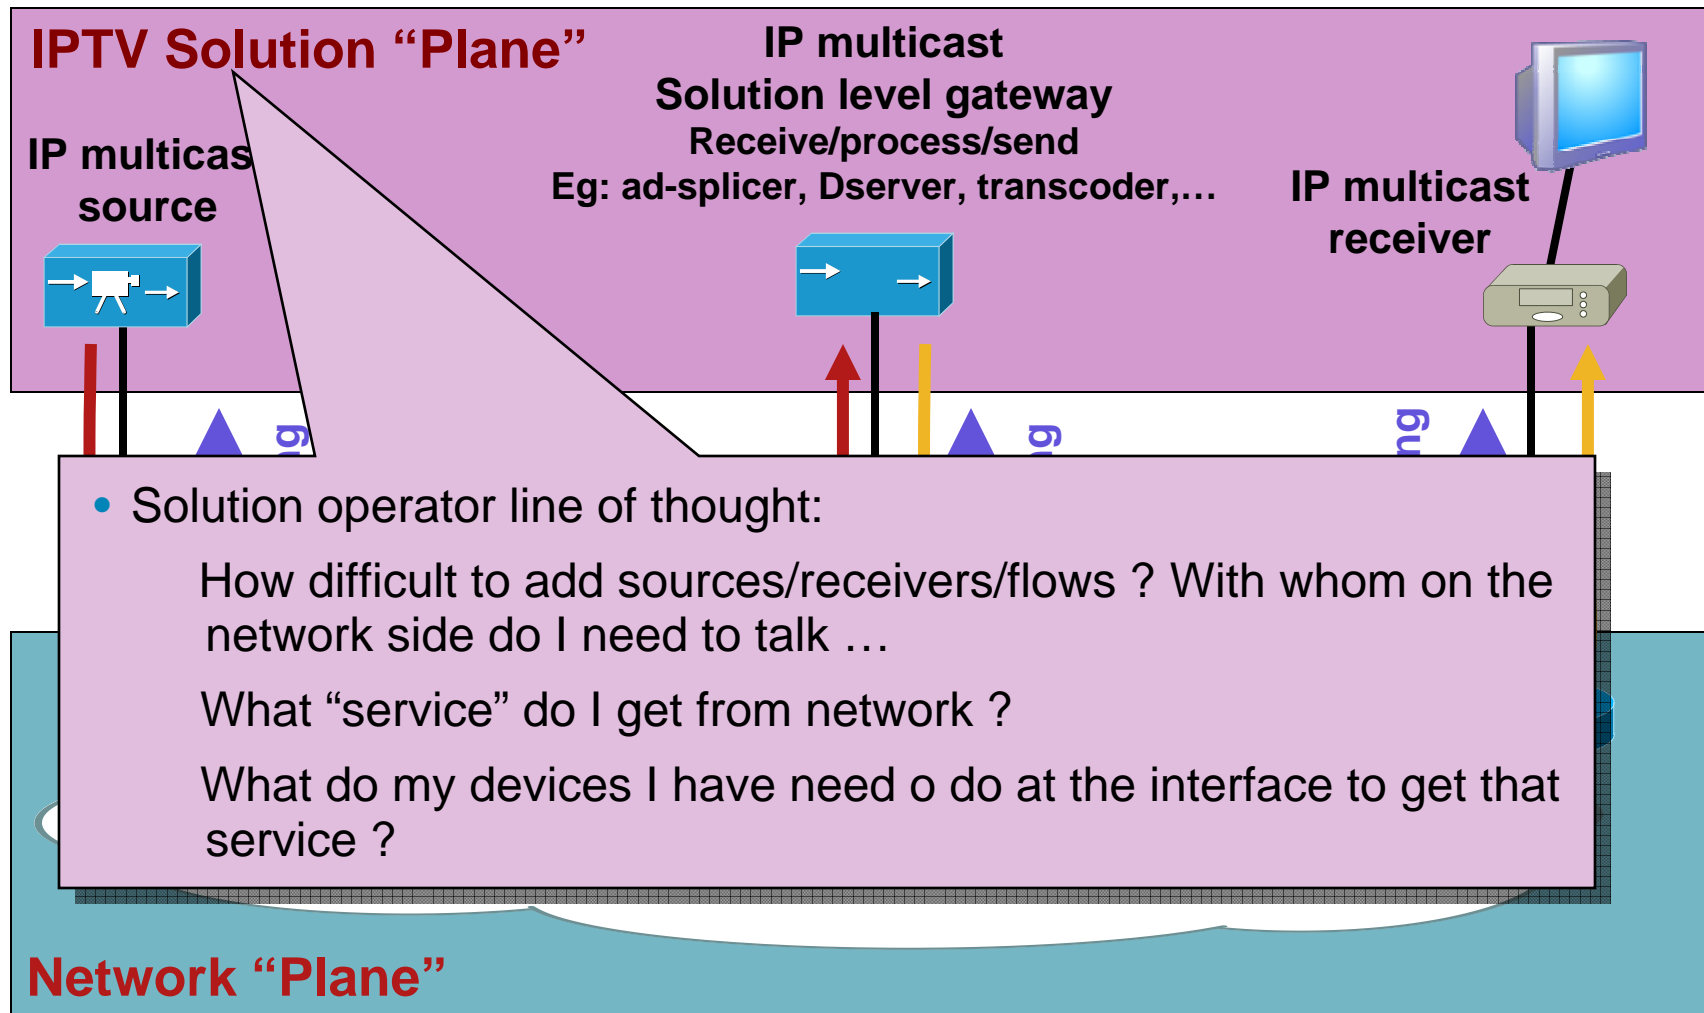 IPTV Solution “Plane”
IP multicast
Solution level gateway
Receive/process/send
Eg: ad-splicer, Dserver, transcoder,…
IP multicas
source
IP multicast
receiver
• Solution operator line of thought:
How difficult to add sources/receivers/flows ? With whom on the
network side do I need to talk …
What “service” do I get from network ?
What do my devices I have need o do at the interface to get that
service ?
Network “Plane”